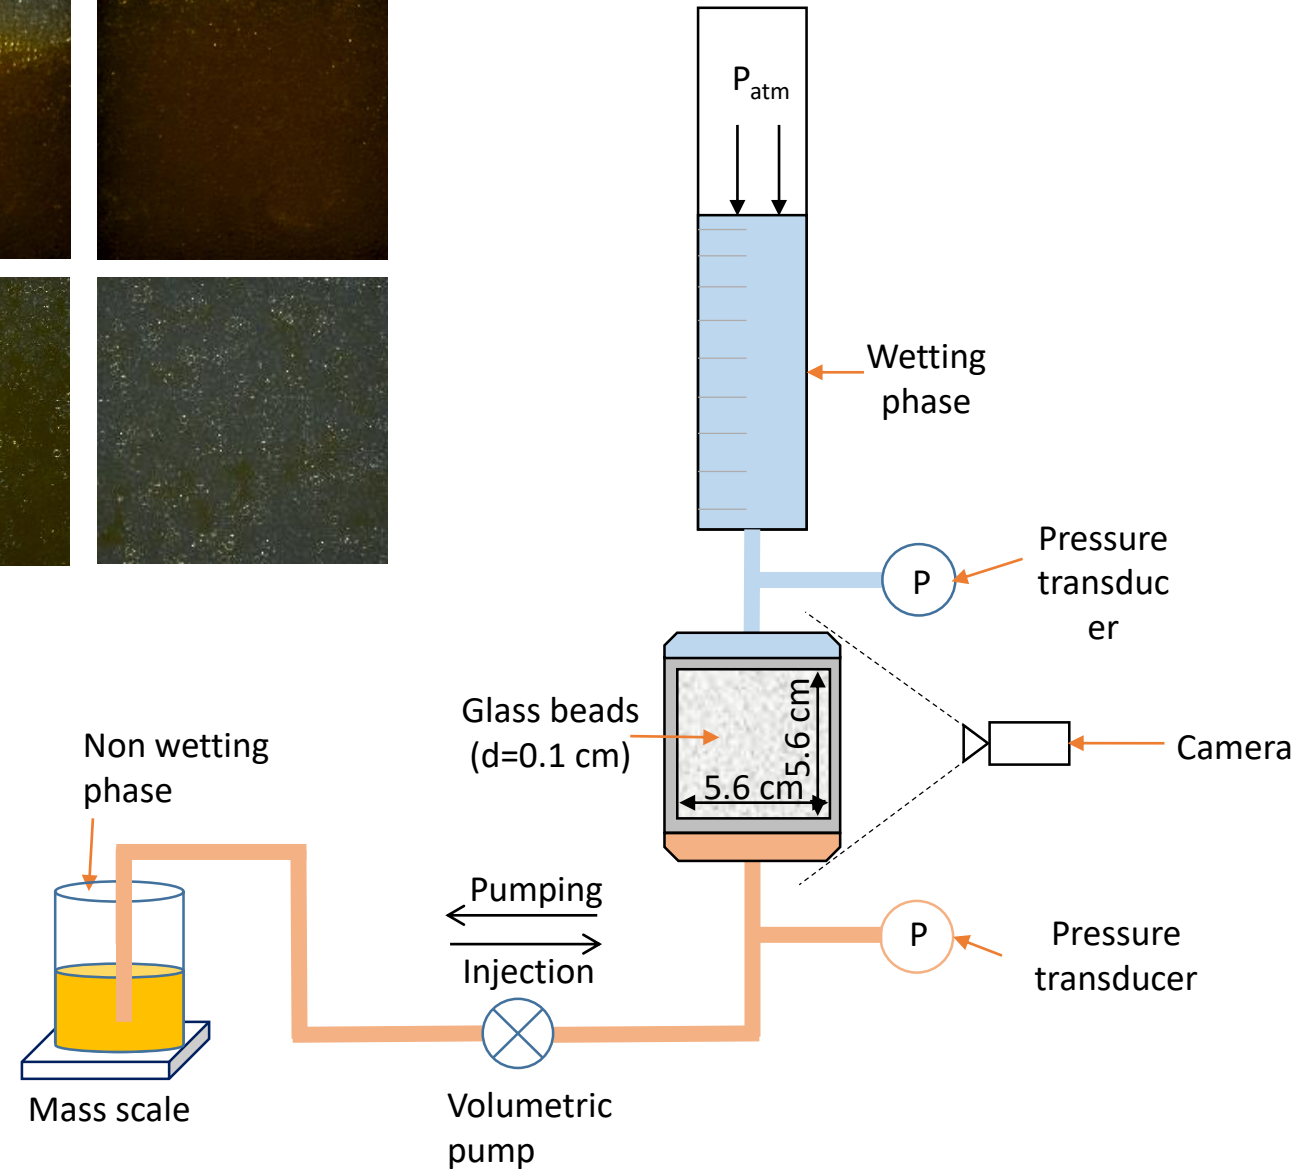 P_atm
Wetting
phase
Pressure
transduc
er
P
Glass beads
(d=0.1 cm)
5.6 cm
5.6 cm
Camera
Non wetting
phase
Pumping
Injection
P
Pressure
transducer
Mass scale
Volumetric
pump